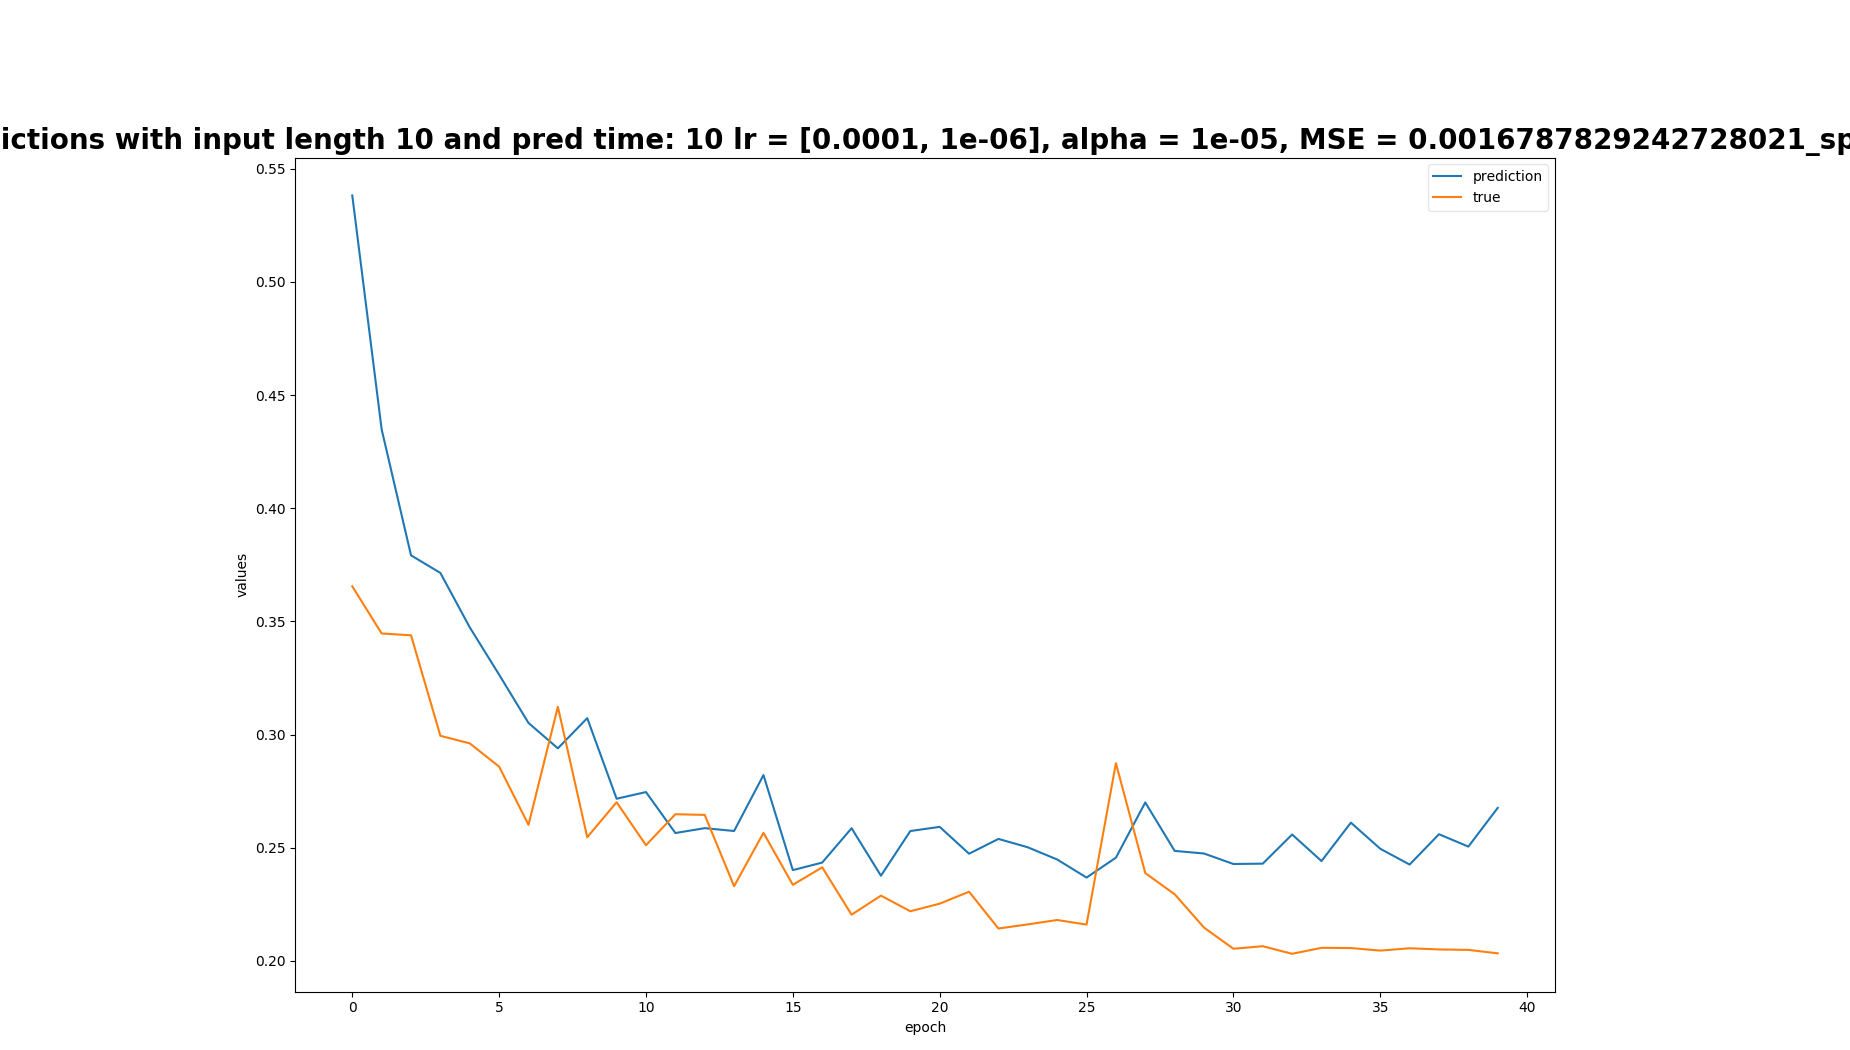 ictions with input length 10 and pred time: 10 lr = [0.0001, 1e-06], alpha = 1e-05, MSE = 0.0016787829242728021_sp
prediction
true
0.55
0.50
0.45
0.40
0.35
0.30
0.25
0.20
values
0 5 10 15 20 25 30 35 40
epoch